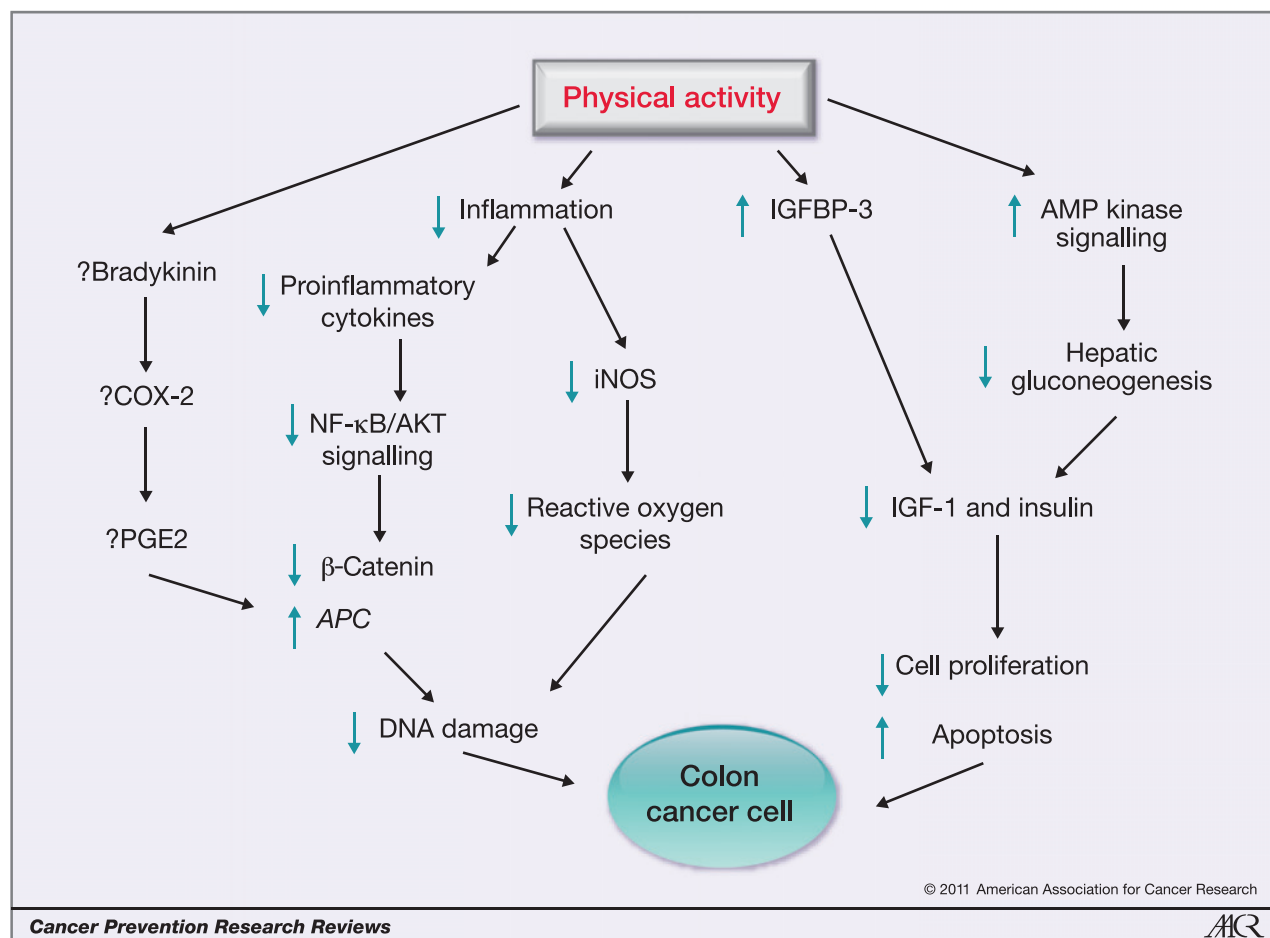 Physical activity
Inflammation
IGFBP-3
AMP kinase
signalling
?Bradykinin
Proinflammatory
cytokines
Hepatic
gluconeogenesis
iNOS
?COX-2
NF-κB/AKT
signalling
Reactive oxygen
species
IGF-1 and insulin
?PGE2
β-Catenin
APC
Cell proliferation
DNA damage
Apoptosis
Colon
cancer cell
© 2011 American Association for Cancer Research
Cancer Prevention Research Reviews
AACR